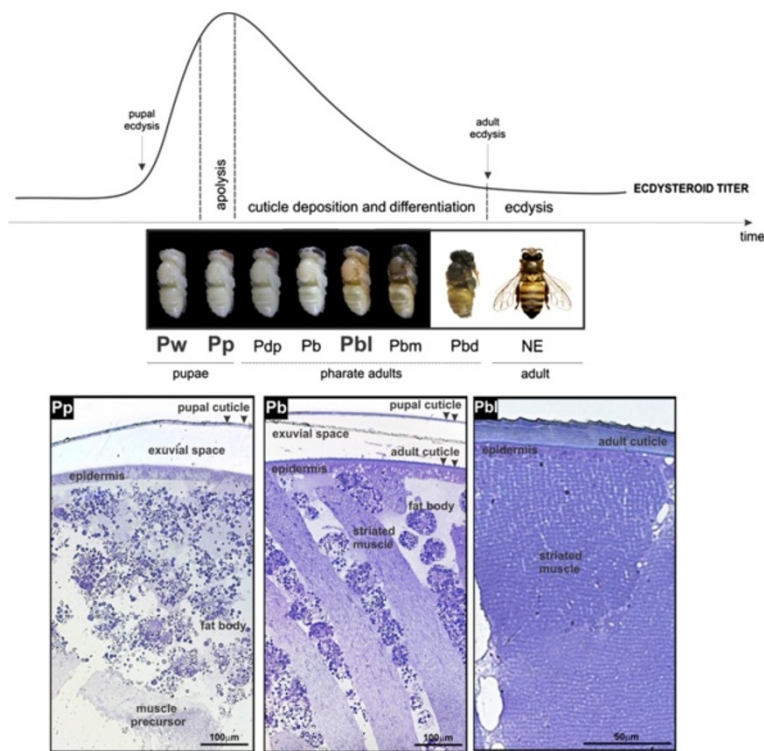 pupal
ecdysis
adult
ecdysis
apolysis
ECDYSTEROID TITER
cuticle deposition and differentiation
ecdysis
time
Pw
Pp
Pdp
Pb
Pbl
Pbm
Pbd
NE
pupae
pharate adults
adult
Pp
pupal cuticle
exuvial space
epidermis
fat body
muscle
precursor
100µm
Pb
pupal cuticle
exuvial space
adult cuticle
epidermis
fat
body
striated
muscle
100µm
Pbl
adult cuticle
epidermis
striated
muscle
50µm